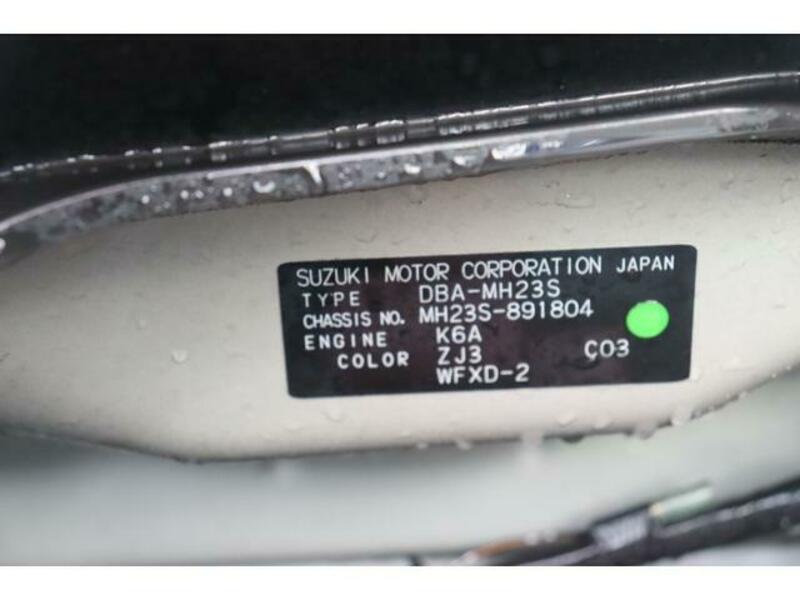 SUZUKI MOTOR CORPORATION JAPAN
TYPE DBA-MH23S
CHASSIS NO. MH23S-891804
ENGINE K6A
COLOR ZJ3 C03
WFXD-2